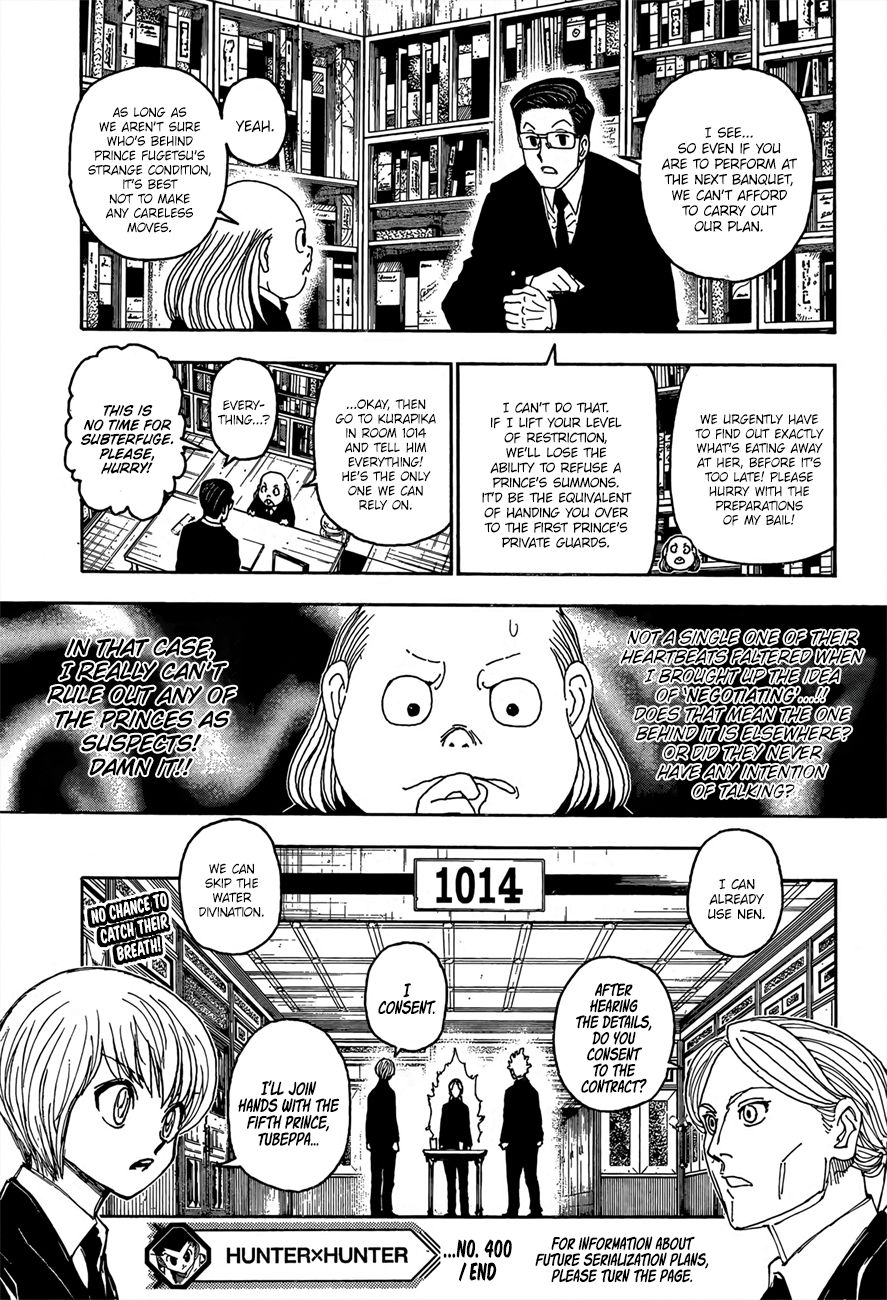 I SEE...
SO EVEN IF YOU
ARE TO PERFORM AT
THE NEXT BANQUET,
WE CAN'T AFFORD
TO CARRY OUT
OUR PLAN.
YEAH.
AS LONG AS
WE AREN'T SURE
WHO'S BEHIND
PRINCE FUGETSU'S
STRANGE CONDITION,
IT'S BEST
NOT TO MAKE
ANY CARELESS
MOVES.
WE URGENTLY HAVE
TO FIND OUT EXACTLY
WHAT'S EATING AWAY
AT HER, BEFORE IT'S
TOO LATE! PLEASE
HURRY WITH THE
PREPARATIONS
OF MY BAIL!
I CAN'T DO THAT.
IF I LIFT YOUR LEVEL
OF RESTRICTION,
WE'LL LOSE THE
ABILITY TO REFUSE A
PRINCE'S SUMMONS.
IT'D BE THE EQUIVALENT
OF HANDING YOU OVER
TO THE FIRST PRINCE'S
PRIVATE GUARDS.
...OKAY, THEN
GO TO KURAPIKA
IN ROOM 1014
AND TELL HIM
EVERYTHING!
HE'S THE ONLY
ONE WE CAN
RELY ON.
EVERY-
THING...?
THIS IS
NO TIME FOR
SUBTERFUGE.
PLEASE,
HURRY!
NOT A SINGLE ONE OF THEIR
HEARTBEATS FALTERED WHEN
I BROUGHT UP THE IDEA
OF 'NEGOTIATING'...!!
DOES THAT MEAN THE ONE
BEHIND IT IS ELSEWHERE?
OR DID THEY NEVER
HAVE ANY INTENTION
OF TALKING?
IN THAT CASE,
I REALLY CAN'T
RULE OUT ANY OF
THE PRINCES AS
SUSPECTS!
DAMN IT!!
1014
I CAN
ALREADY
USE NEN.
WE CAN
SKIP THE
WATER
DIVINATION.
NO CHANCE TO
CATCH THEIR
BREATH!
AFTER
HEARING
THE DETAILS,
DO YOU
CONSENT
TO THE
CONTRACT?
I
CONSENT.
I'LL JOIN
HANDS WITH THE
FIFTH PRINCE,
TUBEPPA...
HUNTER×HUNTER
...NO. 400
/ END
FOR INFORMATION ABOUT
FUTURE SERIALIZATION PLANS,
PLEASE TURN THE PAGE.